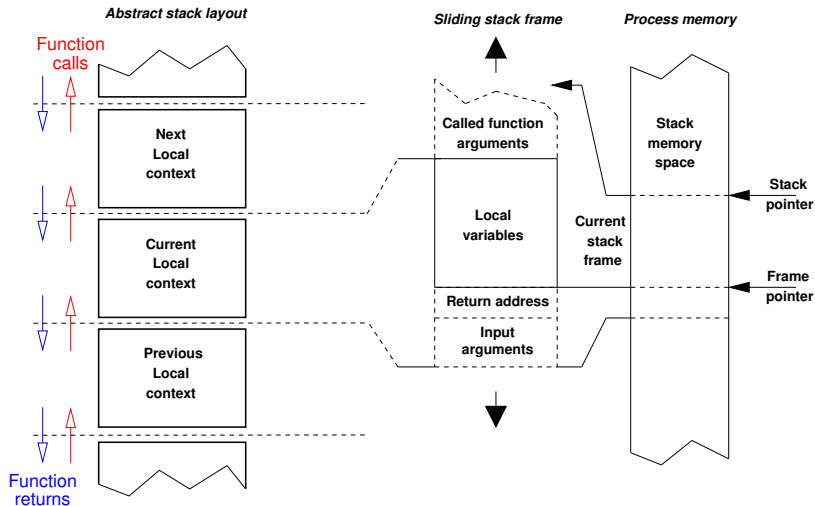 Abstract stack layout
Sliding stack frame
Process memory
Function
calls
Next
Local
context
Current
Local
context
Previous
Local
context
Function
returns
Called function
arguments
Local
variables
Return address
Input
arguments
Current
stack
frame
Stack
memory
space
Stack
pointer
Frame
pointer